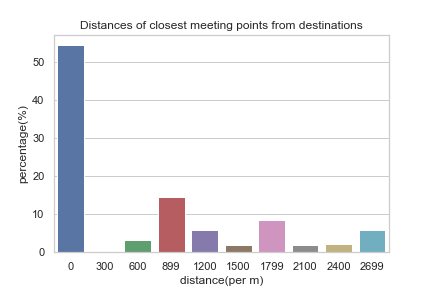 Distances of closest meeting points from destinations
percentage(%)
50
40
30
20
10
0
0 300 600 899 1200 1500 1799 2100 2400 2699
distance(per m)